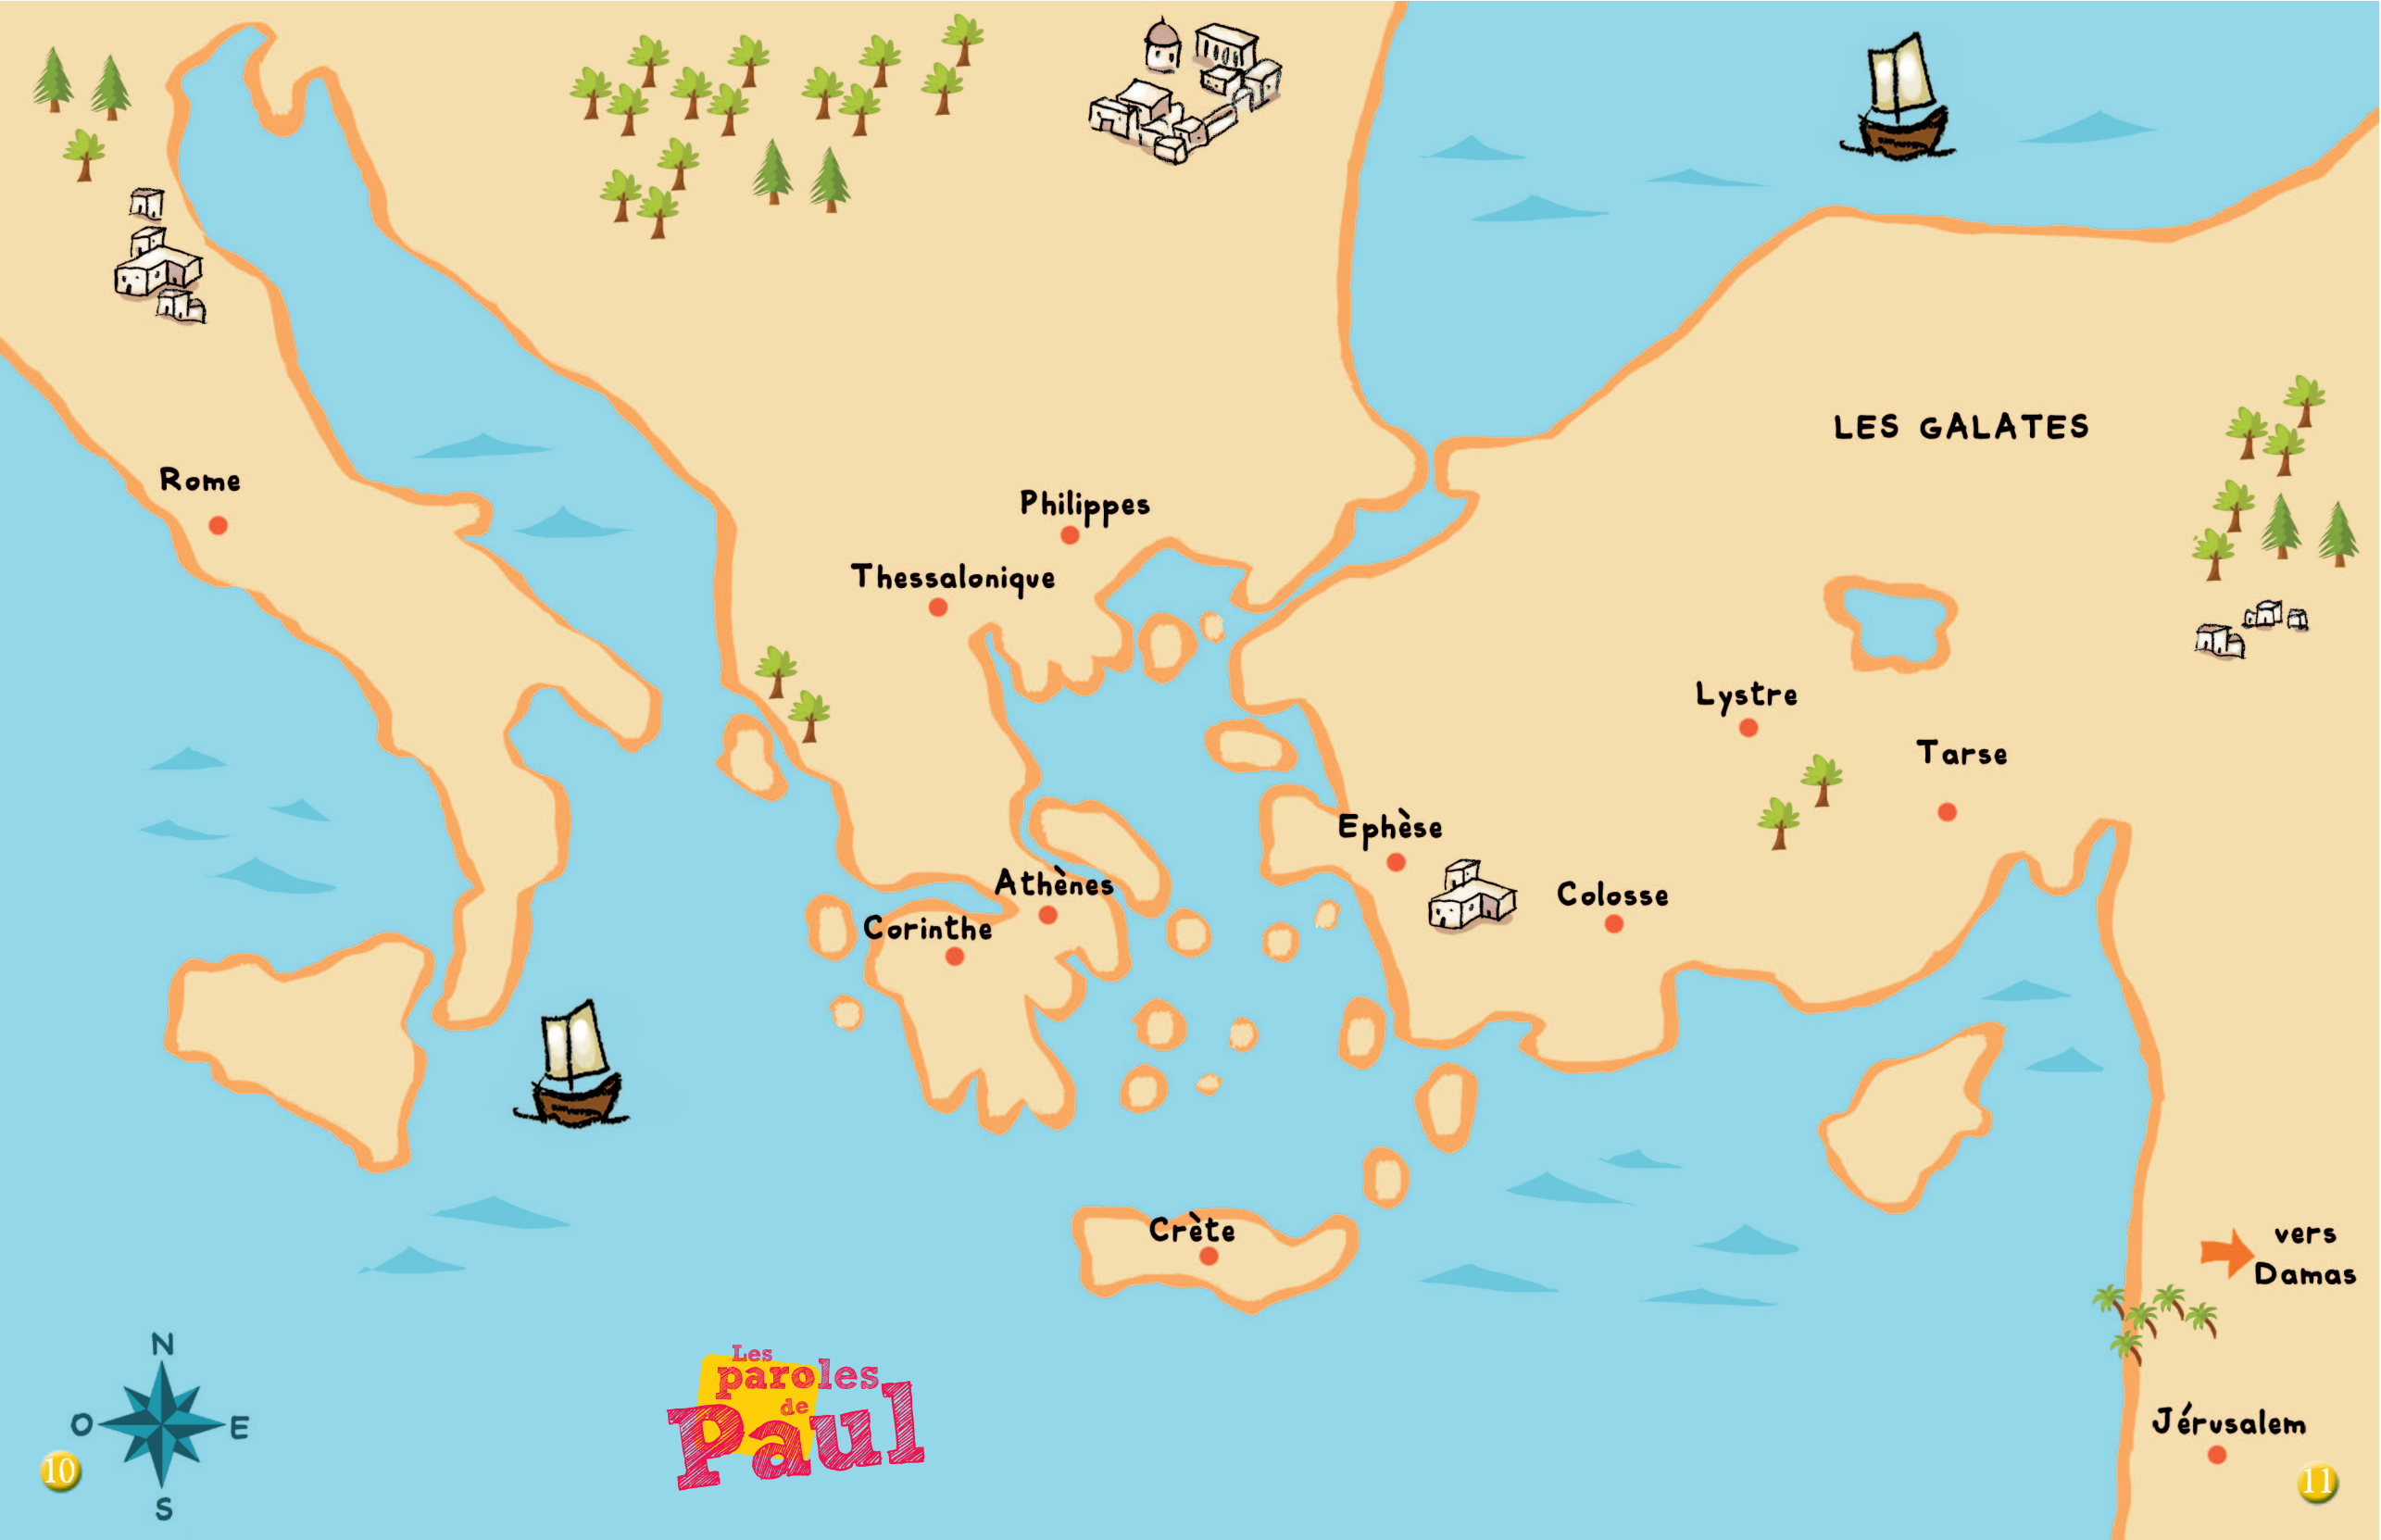 LES GALATES
Rome
Philippes
Thessalonique
Lystre
Tarse
Ephèse
Athènes
Colosse
Corinthe
Crète
vers
Damas
N
O
E
S
Les
paroles
de
Paul
Jérusalem
10
11